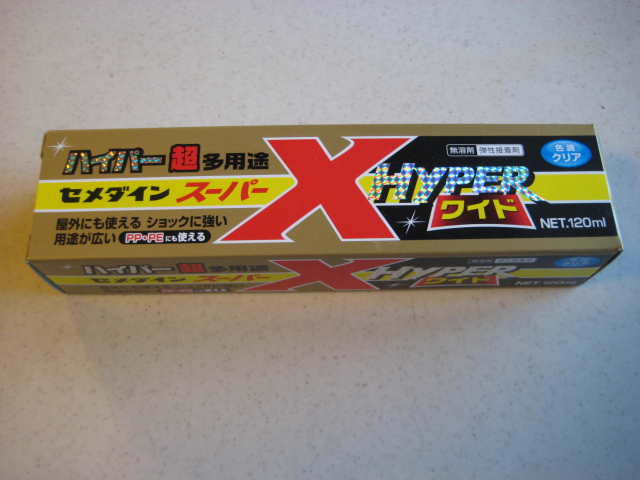 ハイパー超多用途
セメダイン スーパーX HYPER ワイド
無溶剤 弾性接着剤
色調
クリア
屋外にも使える ショックに強い
用途が広い PP・PEにも使える
NET.120ml
ハイパー超多用途
セメダイン スーパーX HYPER ワイド
NET.120ml